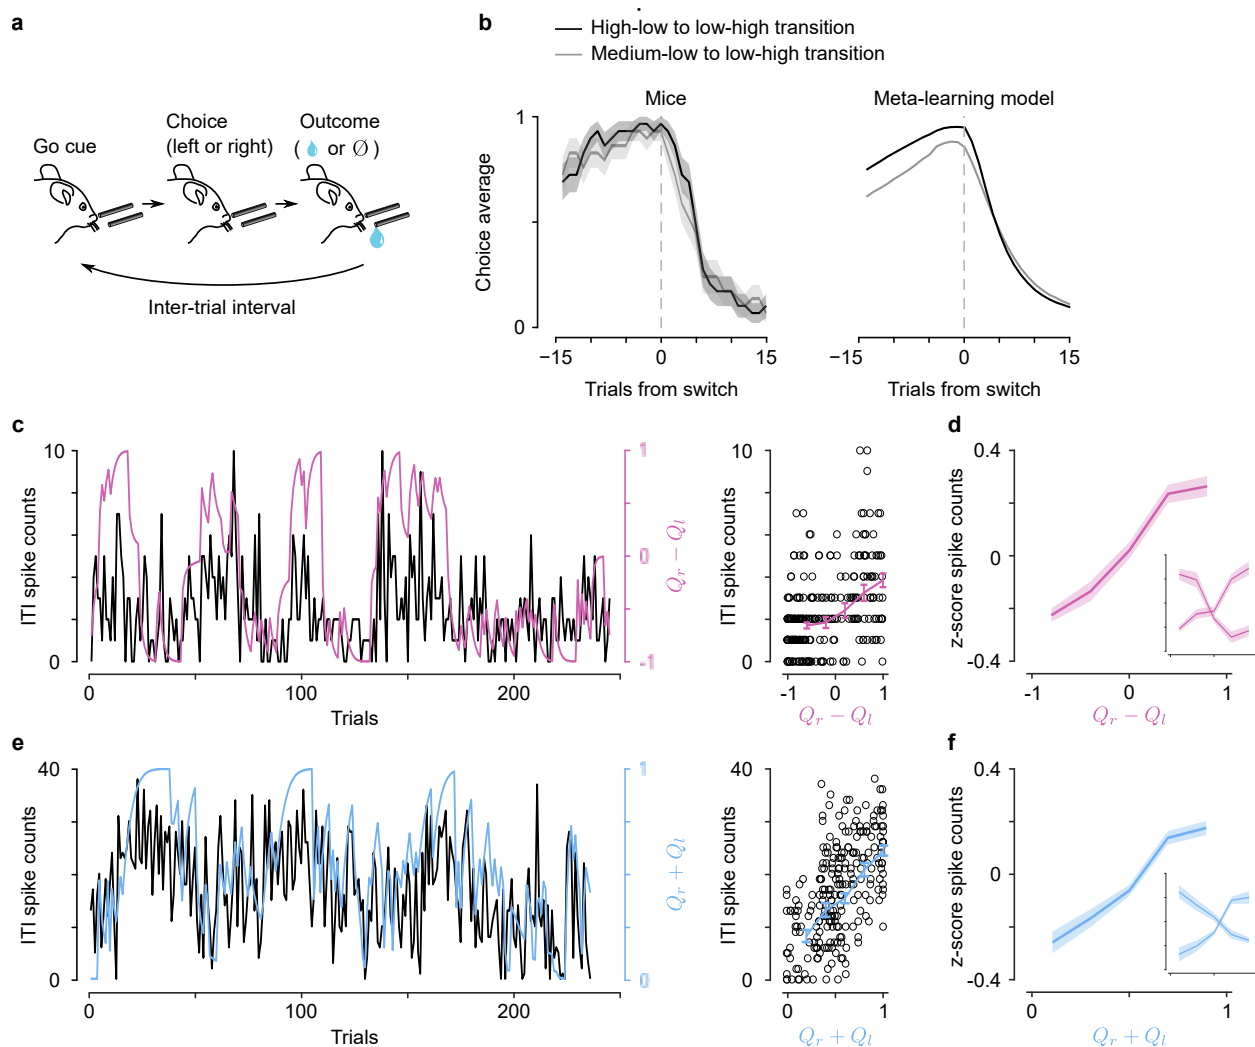 a
Go cue
Choice
(left or right)
Outcome
( or Ø )
Inter-trial interval
b
High-low to low-high transition
Medium-low to low-high transition
Mice
Meta-learning model
Choice average
1
0
−15
0
15
−15
0
15
Trials from switch
Trials from switch
c
ITI spike counts
10
0
0
100
200
Trials
1
0
-1
Qr − Ql
ITI spike counts
10
0
-1
0
1
Qr − Ql
d
z-score spike counts
0.4
0
-0.4
-1
0
1
Qr − Ql
e
ITI spike counts
40
0
0
100
200
Trials
1
0
Qr + Ql
ITI spike counts
40
0
0
1
Qr + Ql
f
z-score spike counts
0.4
0
-0.4
0
1
Qr + Ql